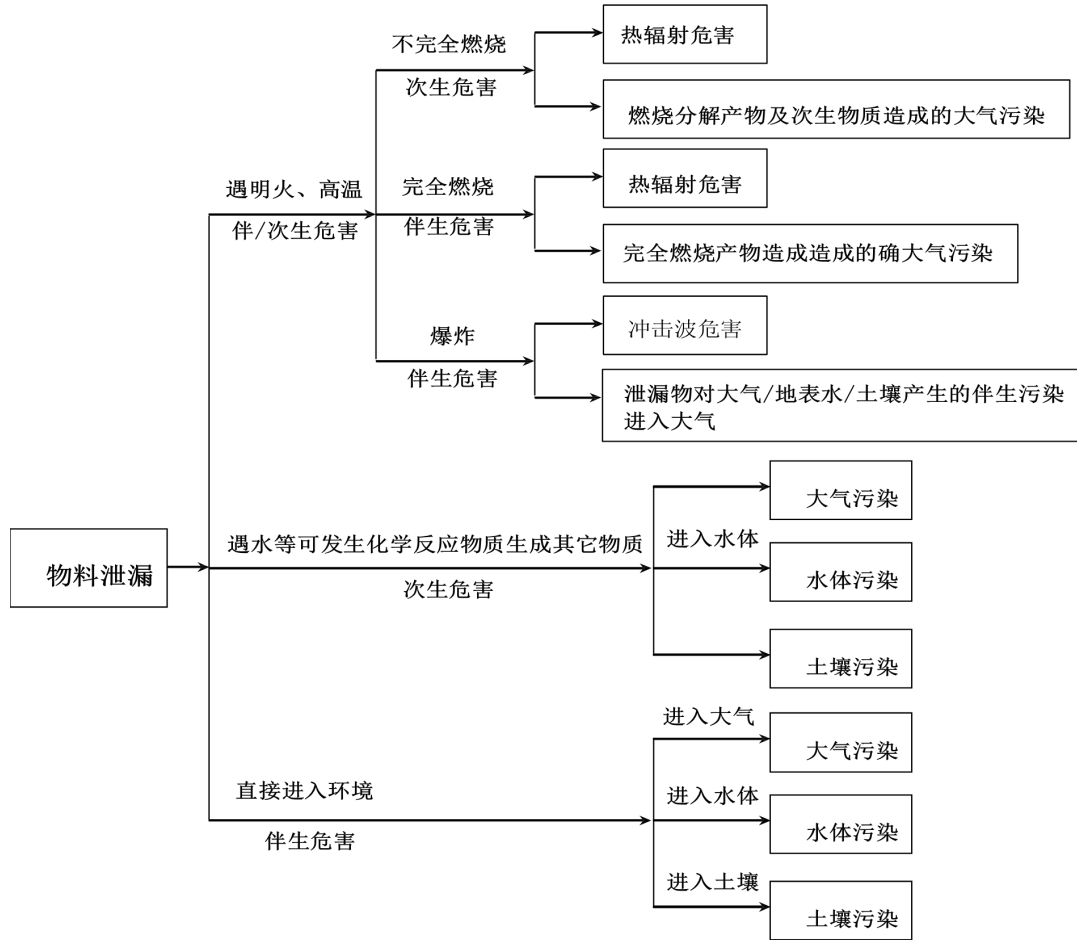 不完全燃烧
次生危害
热辐射危害
燃烧分解产物及次生物质造成的大气污染
遇明火、高温
伴/次生危害
完全燃烧
伴生危害
热辐射危害
完全燃烧产物造成造成的确大气污染
爆炸
伴生危害
冲击波危害
泄漏物对大气/地表水/土壤产生的伴生污染
进入大气
物料泄漏
遇水等可发生化学反应物质生成其它物质
次生危害
大气污染
进入水体
水体污染
土壤污染
直接进入环境
伴生危害
进入大气
大气污染
进入水体
水体污染
进入土壤
土壤污染